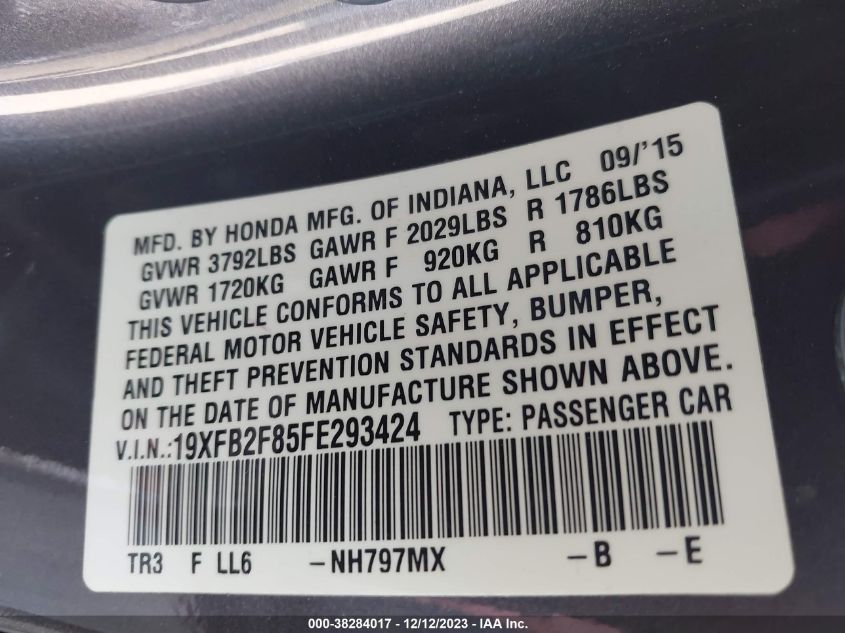 MFD. BY HONDA MFG. OF INDIANA, LLC 09/'15
GVWR 3792LBS GAWR F 2029LBS R 1786LBS
GVWR 1720KG GAWR F 920KG R 810KG
THIS VEHICLE CONFORMS TO ALL APPLICABLE
FEDERAL MOTOR VEHICLE SAFETY, BUMPER,
AND THEFT PREVENTION STANDARDS IN EFFECT
ON THE DATE OF MANUFACTURE SHOWN ABOVE.
V.I.N.:19XFB2F85FE293424 TYPE: PASSENGER CAR
TR3 F LL6 -NH797MX -B -E
000-38284017 - 12/12/2023 - IAA Inc.